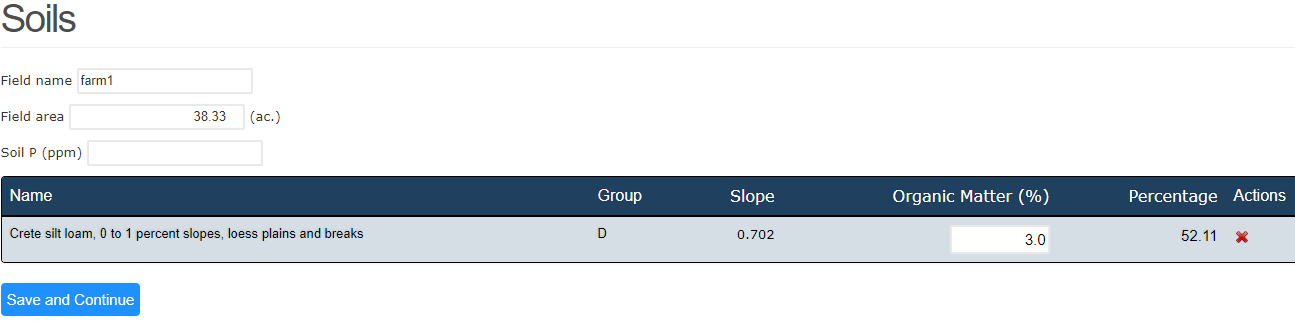 Soils
Field name farm1
Field area 38.33 (ac.)
Soil P (ppm)
Name Group Slope Organic Matter (%) Percentage Actions
Crete silt loam, 0 to 1 percent slopes, loess plains and breaks D 0.702 3.0 52.11
Save and Continue